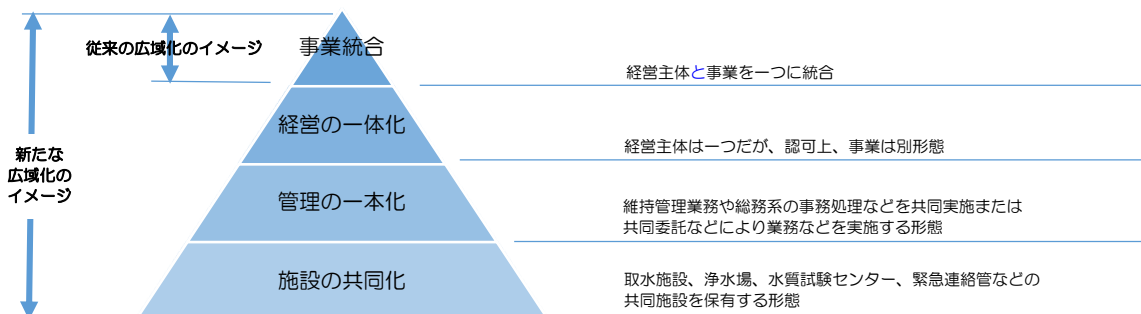 従来の広域化のイメージ
新たな
広域化の
イメージ
事業統合
経営主体と事業を一つに統合
経営の一体化
経営主体は一つだが、認可上、事業は別形態
管理の一本化
維持管理業務や総務系の事務処理などを共同実施または
共同委託などにより業務などを実施する形態
施設の共同化
取水施設、浄水場、水質試験センター、緊急連絡管などの
共同施設を保有する形態